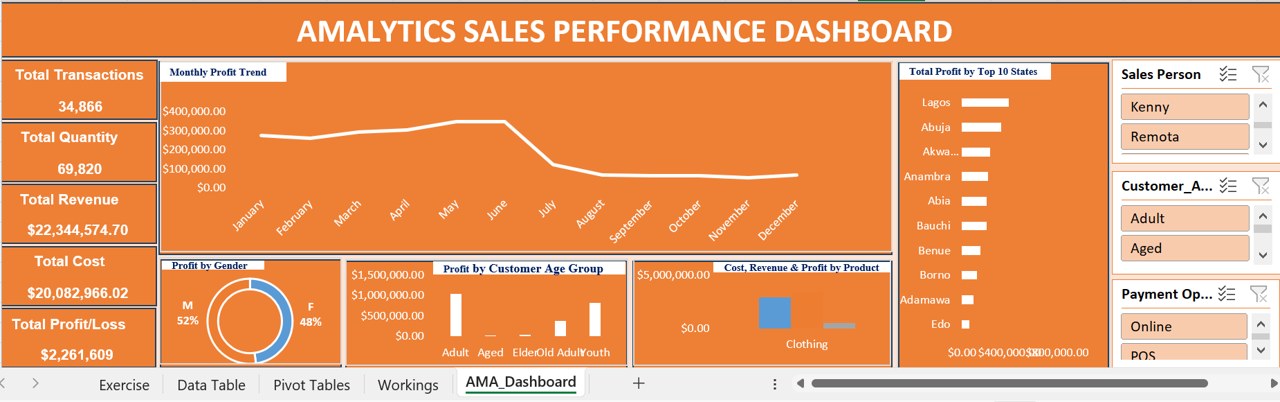 AMALYTICS SALES PERFORMANCE DASHBOARD
Total Transactions
34,866
Total Quantity
69,820
Total Revenue
$22,344,574.70
Total Cost
$20,082,966.02
Total Profit/Loss
$2,261,609
Monthly Profit Trend
$400,000.00
$300,000.00
$200,000.00
$100,000.00
$0.00
January
February
March
April
May
June
July
August
September
October
November
December
Profit by Gender
M
52%
F
48%
Profit by Customer Age Group
$1,500,000.00
$1,000,000.00
$500,000.00
$0.00
Adult Aged Elder Old Adult Youth
Cost, Revenue & Profit by Product
$5,000,000.00
$0.00
Clothing
Total Profit by Top 10 States
Lagos
Abuja
Akwa...
Anambra
Abia
Bauchi
Benue
Borno
Adamawa
Edo
$0.00
Sales Person
Kenny
Remota
Customer_A...
Adult
Aged
Payment Op...
Online
POS
Exercise Data Table Pivot Tables Workings AMA_Dashboard